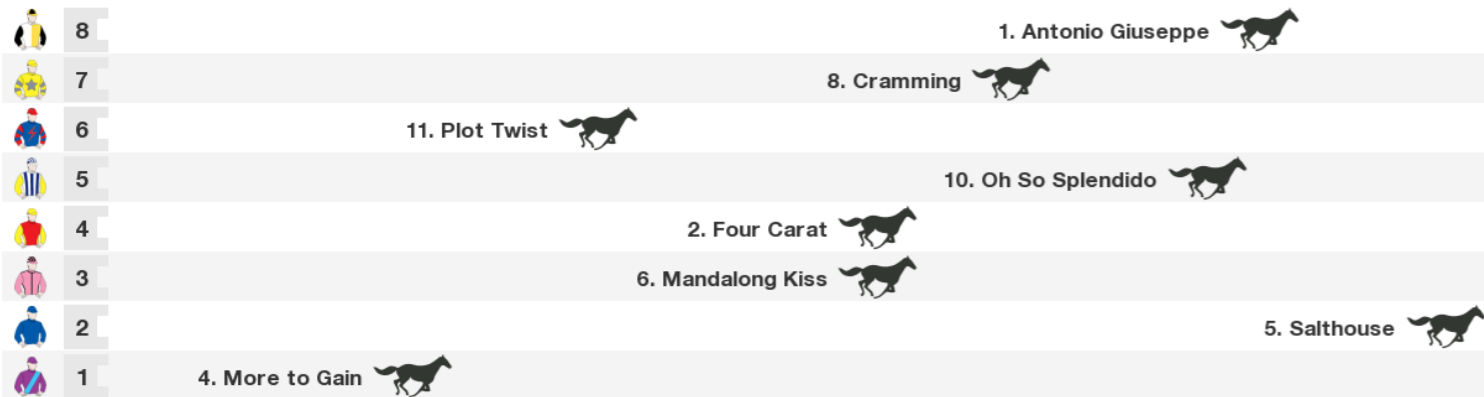 8 1. Antonio Giuseppe
7 8. Cramming
6 11. Plot Twist
5 10. Oh So Splendido
4 2. Four Carat
3 6. Mandalong Kiss
2 5. Salthouse
1 4. More to Gain